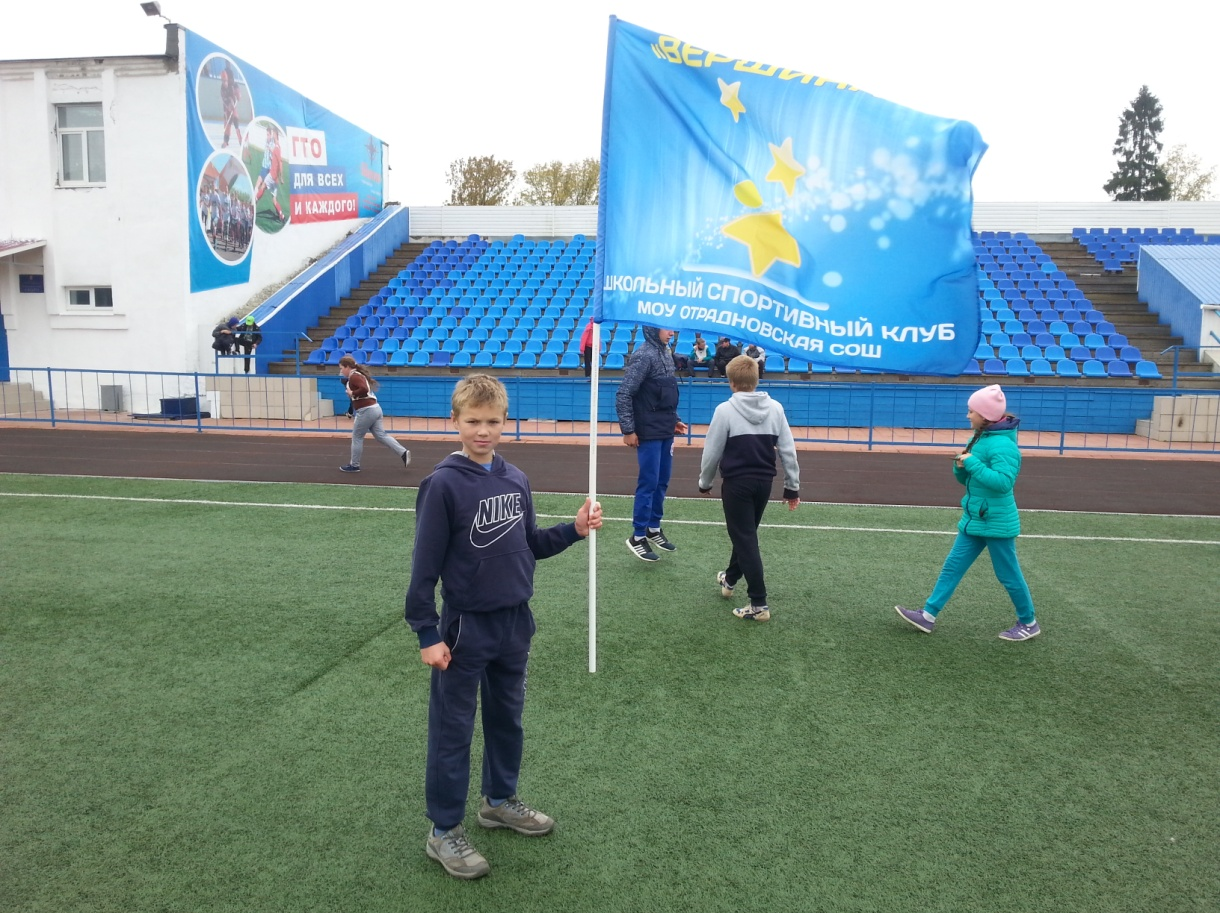 ГТО
ДЛЯ ВСЕХ
И КАЖДОГО!
"ВЕРШИНА
ШКОЛЬНЫЙ СПОРТИВНЫЙ КЛУБ
МОУ ОТРАДНОВСКАЯ СОШ
NIKE